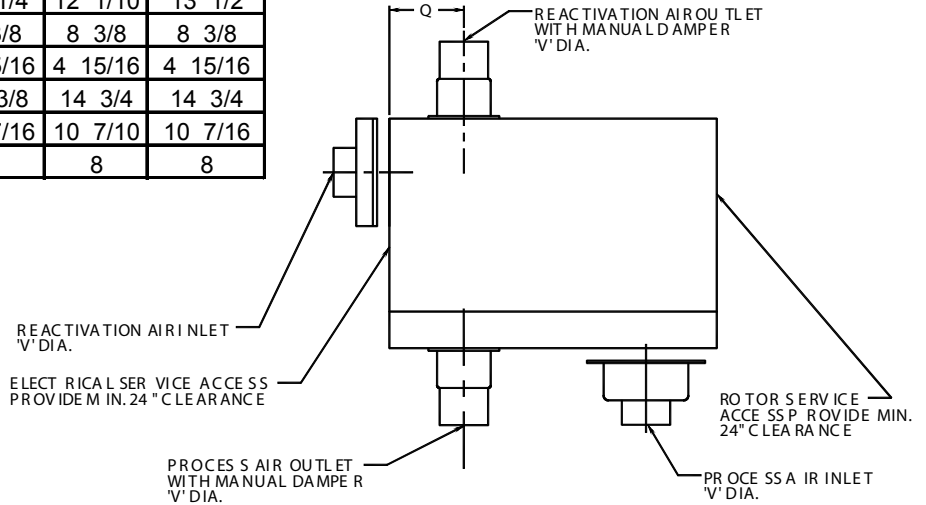 1/4 12 1/10 13 1/2
/8 8 3/8 8 3/8
/16 4 15/16 4 15/16
3/8 14 3/4 14 3/4
/16 10 7/10 10 7/16
8 8
Q
REACTIVATION AIR OUTLET
WITH MANUAL DAMPER
'V' DIA.
REACTIVATION AIR INLET
'V' DIA.
ELECTRICAL SERVICE ACCESS
PROVIDE MIN. 24" CLEARANCE
ROTOR SERVICE
ACCESS PROVIDE MIN.
24" CLEARANCE
PROCESS AIR OUTLET
WITH MANUAL DAMPER
'V' DIA.
PROCESS AIR INLET
'V' DIA.